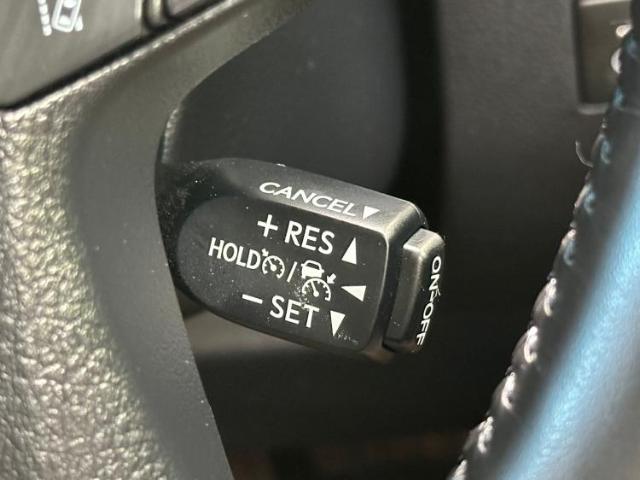 CANCEL▼
+ RES ▲
HOLD / ◀
− SET ▼
ON-OFF